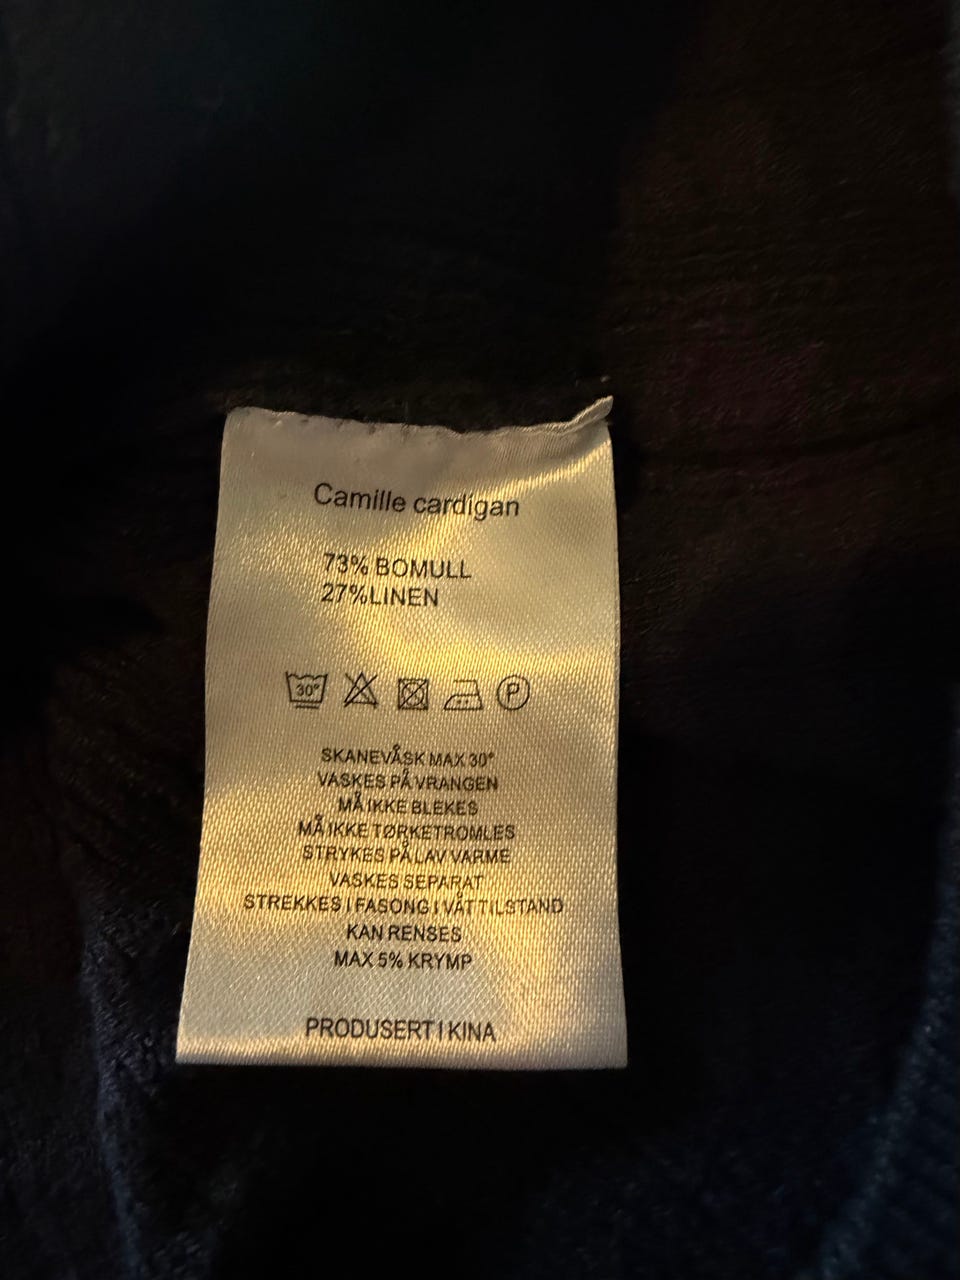 Camille cardigan
73% BOMULL
27%LINEN
30° P
SKANEVÅSK MAX 30°
VASKES PÅ VRANGEN
MÅ IKKE BLEKES
MÅ IKKE TØRKETROMLES
STRYKES PÅ LAV VARME
VASKES SEPARAT
STREKKES I FASONG I VÅT TILSTAND
KAN RENSES
MAX 5% KRYMP
PRODUSERT I KINA